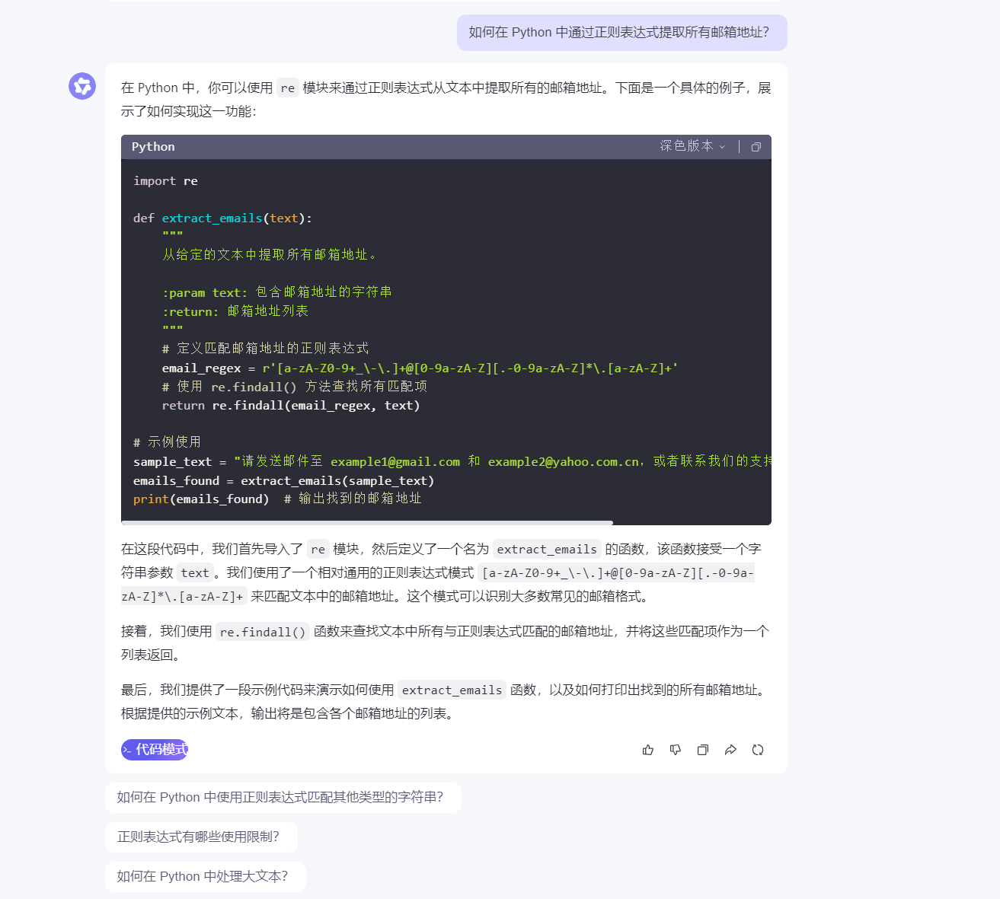 如何在 Python 中通过正则表达式提取所有邮箱地址？
在 Python 中，你可以使用 re 模块来通过正则表达式从文本中提取所有的邮箱地址。下面是一个具体的例子，展
示了如何实现这一功能：
Python 深色版本
import re
def extract_emails(text):
"""
从给定的文本中提取所有邮箱地址。
:param text: 包含邮箱地址的字符串
:return: 邮箱地址列表
"""
# 定义匹配邮箱地址的正则表达式
email_regex = r'[a-zA-Z0-9+_\-\.]+@[0-9a-zA-Z][.-0-9a-zA-Z]*\.[a-zA-Z]+'
# 使用 re.findall() 方法查找所有匹配项
return re.findall(email_regex, text)
# 示例使用
sample_text = "请发送邮件至 example1@gmail.com 和 example2@yahoo.com.cn，或者联系我们的支持
emails_found = extract_emails(sample_text)
print(emails_found)  # 输出找到的邮箱地址
在这段代码中，我们首先导入了 re 模块，然后定义了一个名为 extract_emails 的函数，该函数接受一个字
符串参数 text 。我们使用了一个相对通用的正则表达式模式 [a-zA-Z0-9+_\-\.]+@[0-9a-zA-Z][.-0-9a-
zA-Z]*\.[a-zA-Z]+ 来匹配文本中的邮箱地址。这个模式可以识别大多数常见的邮箱格式。
接着，我们使用 re.findall() 函数来查找文本中所有与正则表达式匹配的邮箱地址，并将这些匹配项作为一个
列表返回。
最后，我们提供了一段示例代码来演示如何使用 extract_emails 函数，以及如何打印出找到的所有邮箱地址。
根据提供的示例文本，输出将是包含各个邮箱地址的列表。
代码模式
如何在 Python 中使用正则表达式匹配其他类型的字符串？
正则表达式有哪些使用限制？
如何在 Python 中处理大文本？